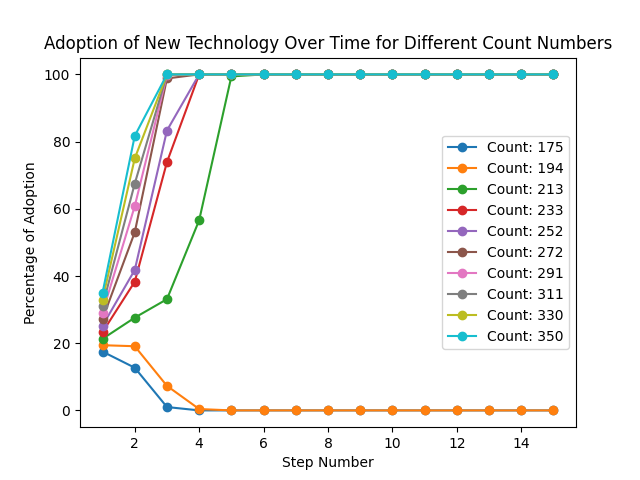 Adoption of New Technology Over Time for Different Count Numbers
100
80
60
40
20
0
Percentage of Adoption
Count: 175
Count: 194
Count: 213
Count: 233
Count: 252
Count: 272
Count: 291
Count: 311
Count: 330
Count: 350
2 4 6 8 10 12 14
Step Number